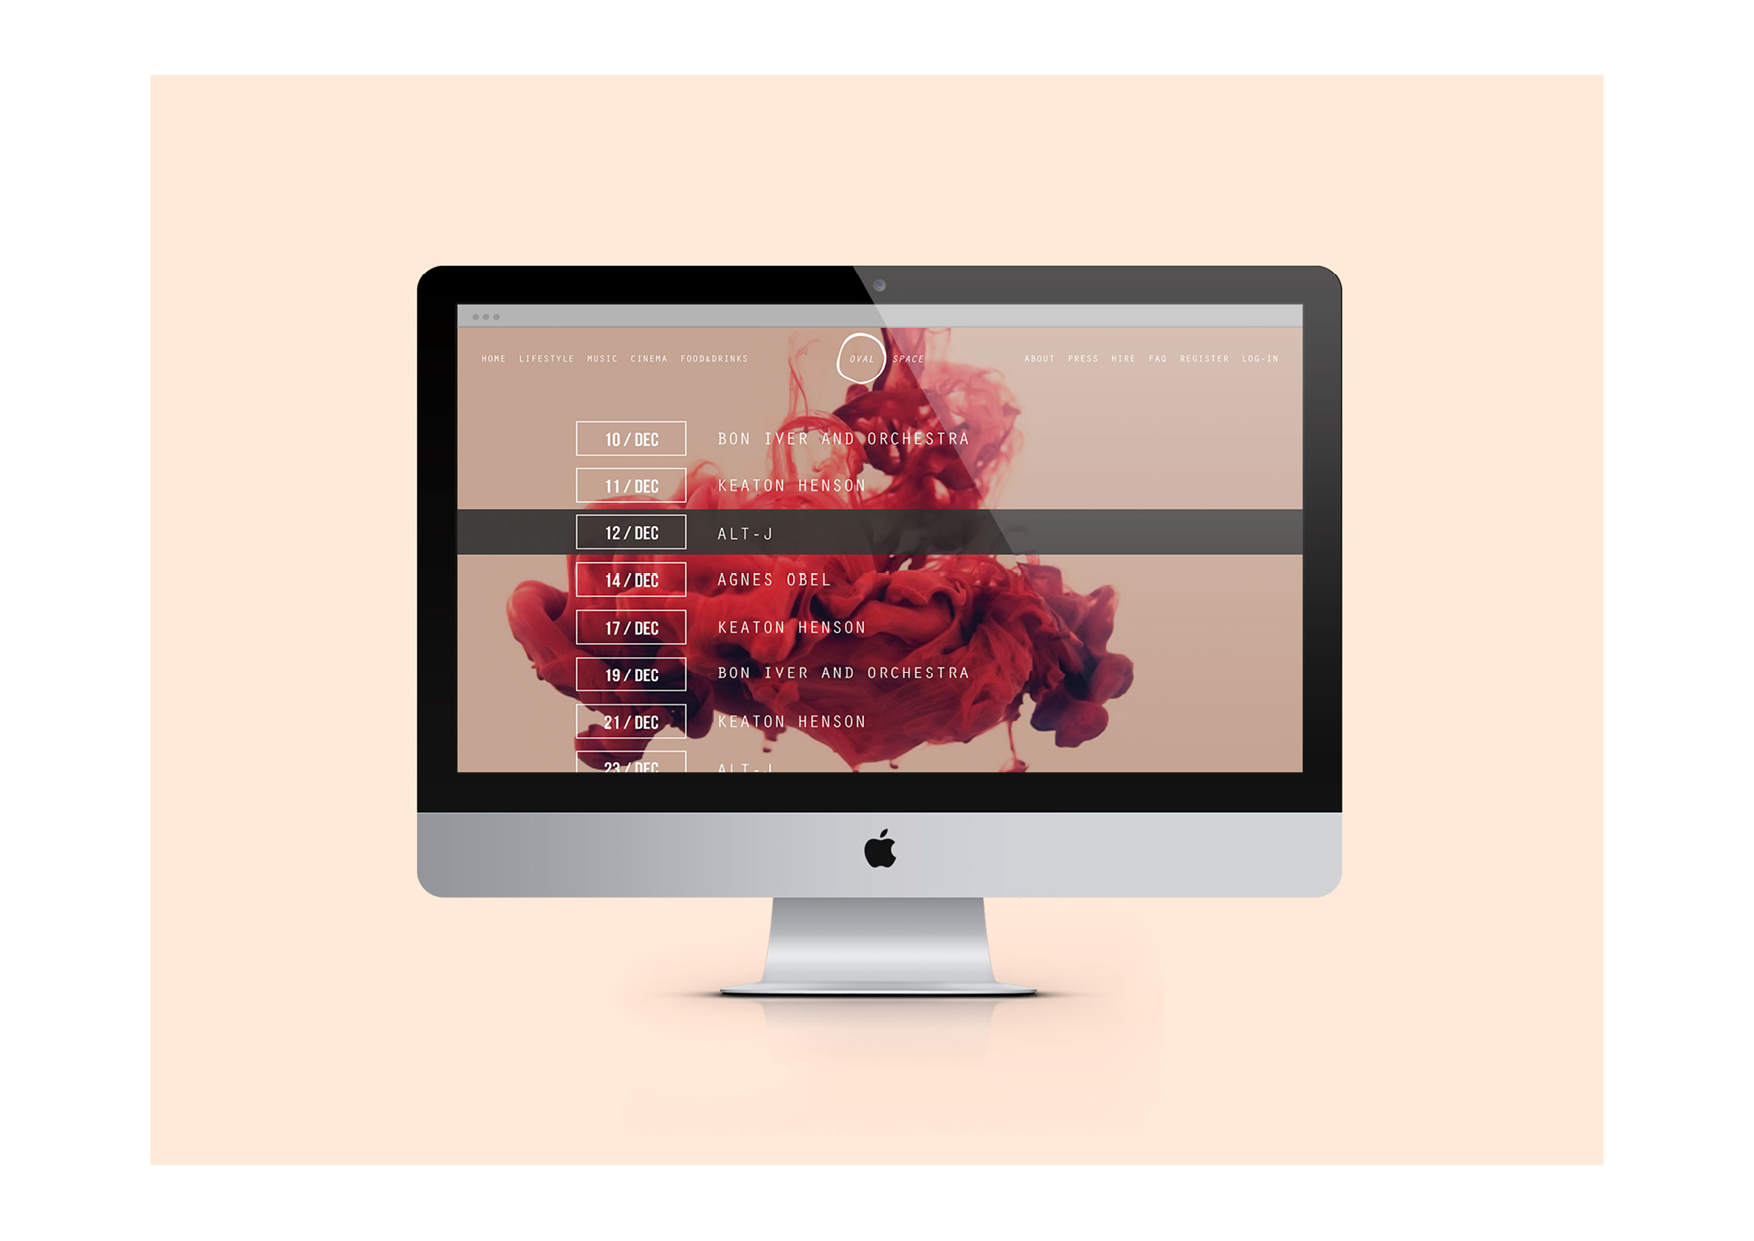 HOME LIFESTYLE MUSIC CINEMA FOOD&DRINKS OVAL SPACE ABOUT PRESS HIRE FAQ REGISTER LOG-IN
10 / DEC BON IVER AND ORCHESTRA
11 / DEC KEATON HENSON
12 / DEC ALT-J
14 / DEC AGNES OBEL
17 / DEC KEATON HENSON
19 / DEC BON IVER AND ORCHESTRA
21 / DEC KEATON HENSON
23 / DEC ALT-J